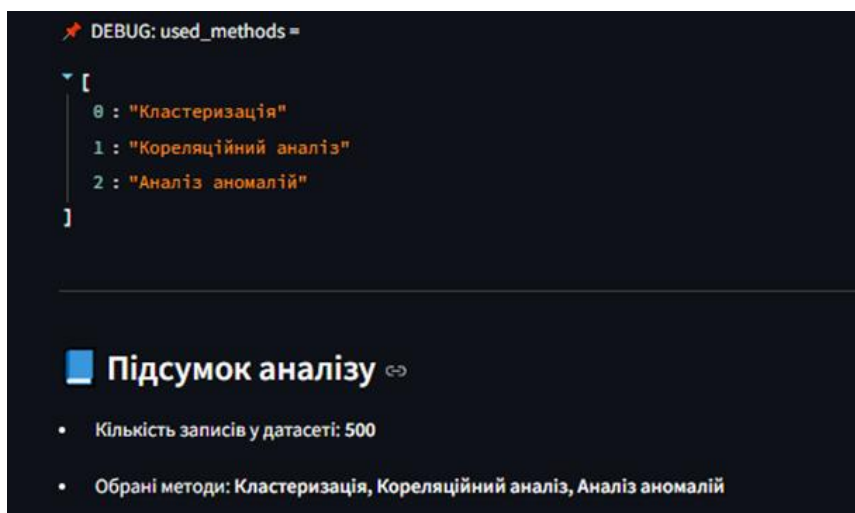 📌 DEBUG: used_methods =
[
0 : "Кластеризація"
1 : "Кореляційний аналіз"
2 : "Аналіз аномалій"
]
📘 Підсумок аналізу
• Кількість записів у датасеті: 500
• Обрані методи: Кластеризація, Кореляційний аналіз, Аналіз аномалій